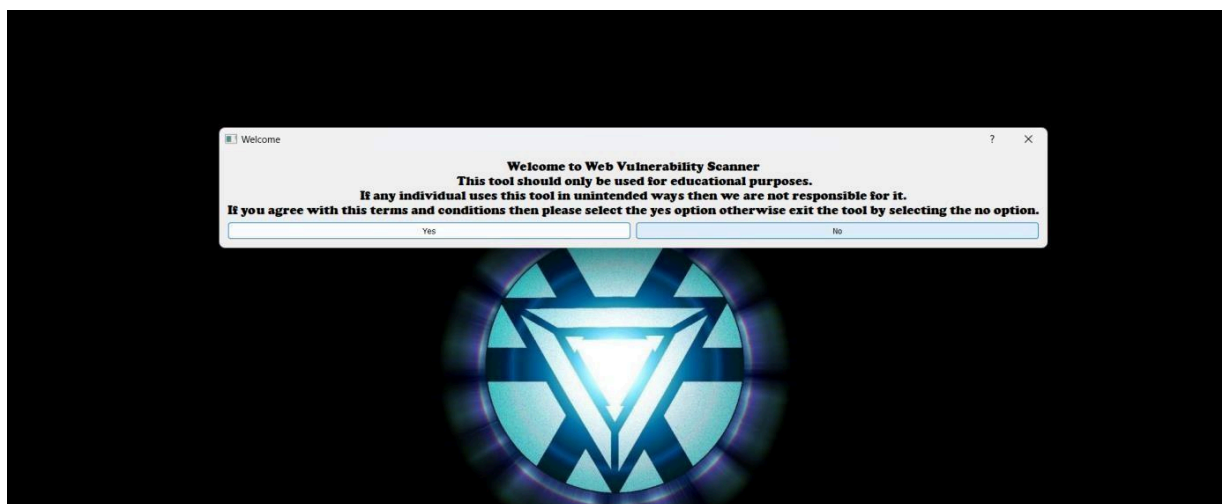 Welcome
?
Welcome to Web Vulnerability Scanner
This tool should only be used for educational purposes.
If any individual uses this tool in unintended ways then we are not responsible for it.
If you agree with this terms and conditions then please select the yes option otherwise exit the tool by selecting the no option.
Yes
No